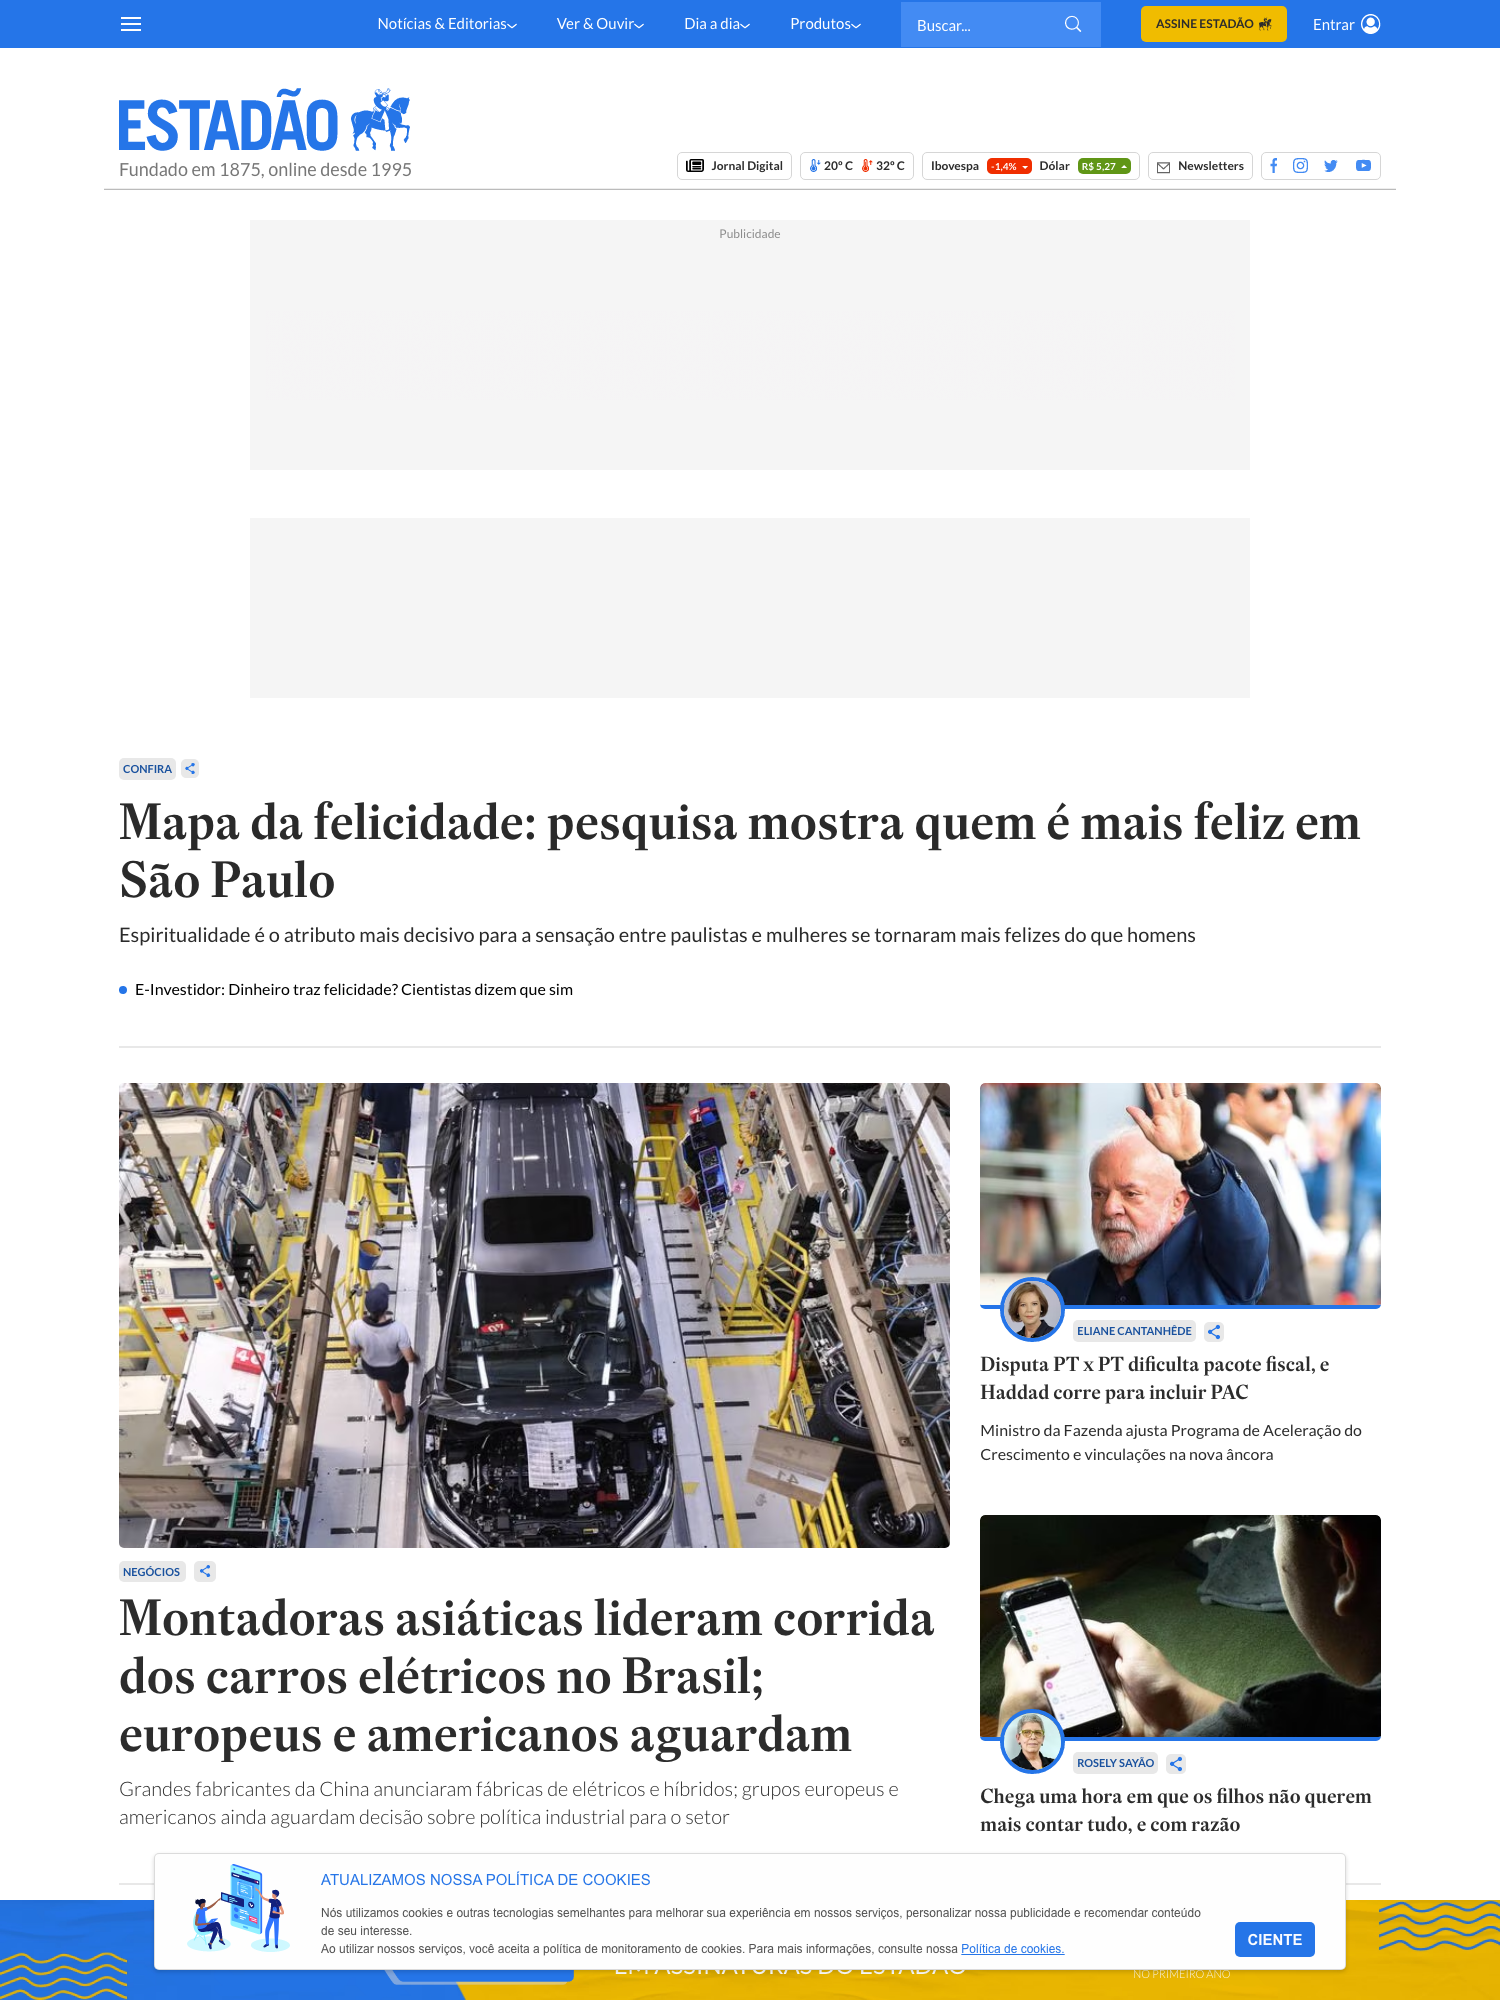 Notícias & Editorias
Ver & Ouvir
Dia a dia
Produtos
Buscar...
ASSINE ESTADÃO
Entrar
ESTADÃO
Fundado em 1875, online desde 1995
Jornal Digital
20º C
32º C
Ibovespa
-1,4%
Dólar
R$ 5,27
Newsletters
Publicidade
CONFIRA
Mapa da felicidade: pesquisa mostra quem é mais feliz em
São Paulo
Espiritualidade é o atributo mais decisivo para a sensação entre paulistas e mulheres se tornaram mais felizes do que homens
E-Investidor: Dinheiro traz felicidade? Cientistas dizem que sim
NEGÓCIOS
Montadoras asiáticas lideram corrida
dos carros elétricos no Brasil;
europeus e americanos aguardam
Grandes fabricantes da China anunciaram fábricas de elétricos e híbridos; grupos europeus e
americanos ainda aguardam decisão sobre política industrial para o setor
ELIANE CANTANHÊDE
Disputa PT x PT dificulta pacote fiscal, e
Haddad corre para incluir PAC
Ministro da Fazenda ajusta Programa de Aceleração do
Crescimento e vinculações na nova âncora
ROSELY SAYÃO
Chega uma hora em que os filhos não querem
mais contar tudo, e com razão
ATUALIZAMOS NOSSA POLÍTICA DE COOKIES
Nós utilizamos cookies e outras tecnologias semelhantes para melhorar sua experiência em nossos serviços, personalizar nossa publicidade e recomendar conteúdo
de seu interesse.
Ao utilizar nossos serviços, você aceita a política de monitoramento de cookies. Para mais informações, consulte nossa Política de cookies.
CIENTE
EM ASSINATURAS DO ESTADÃO
NO PRIMEIRO ANO